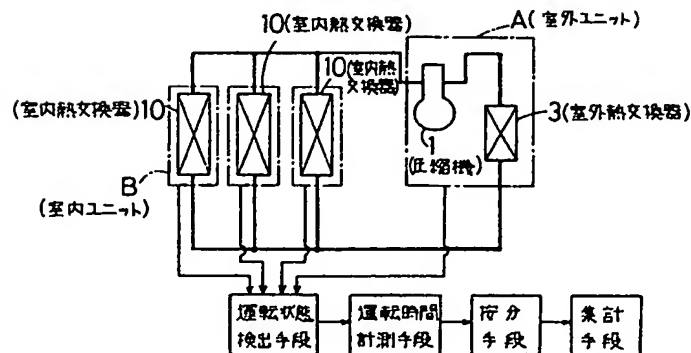 10(室内熱交換器)
A(室外ユニット)
10(室内熱交換器)
(室内熱交換器)10
3(室外熱交換器)
1
(圧縮機)
B
(室内ユニット)
運転状態
検出手段
運転時間
計測手段
按分
手段
集計
手段